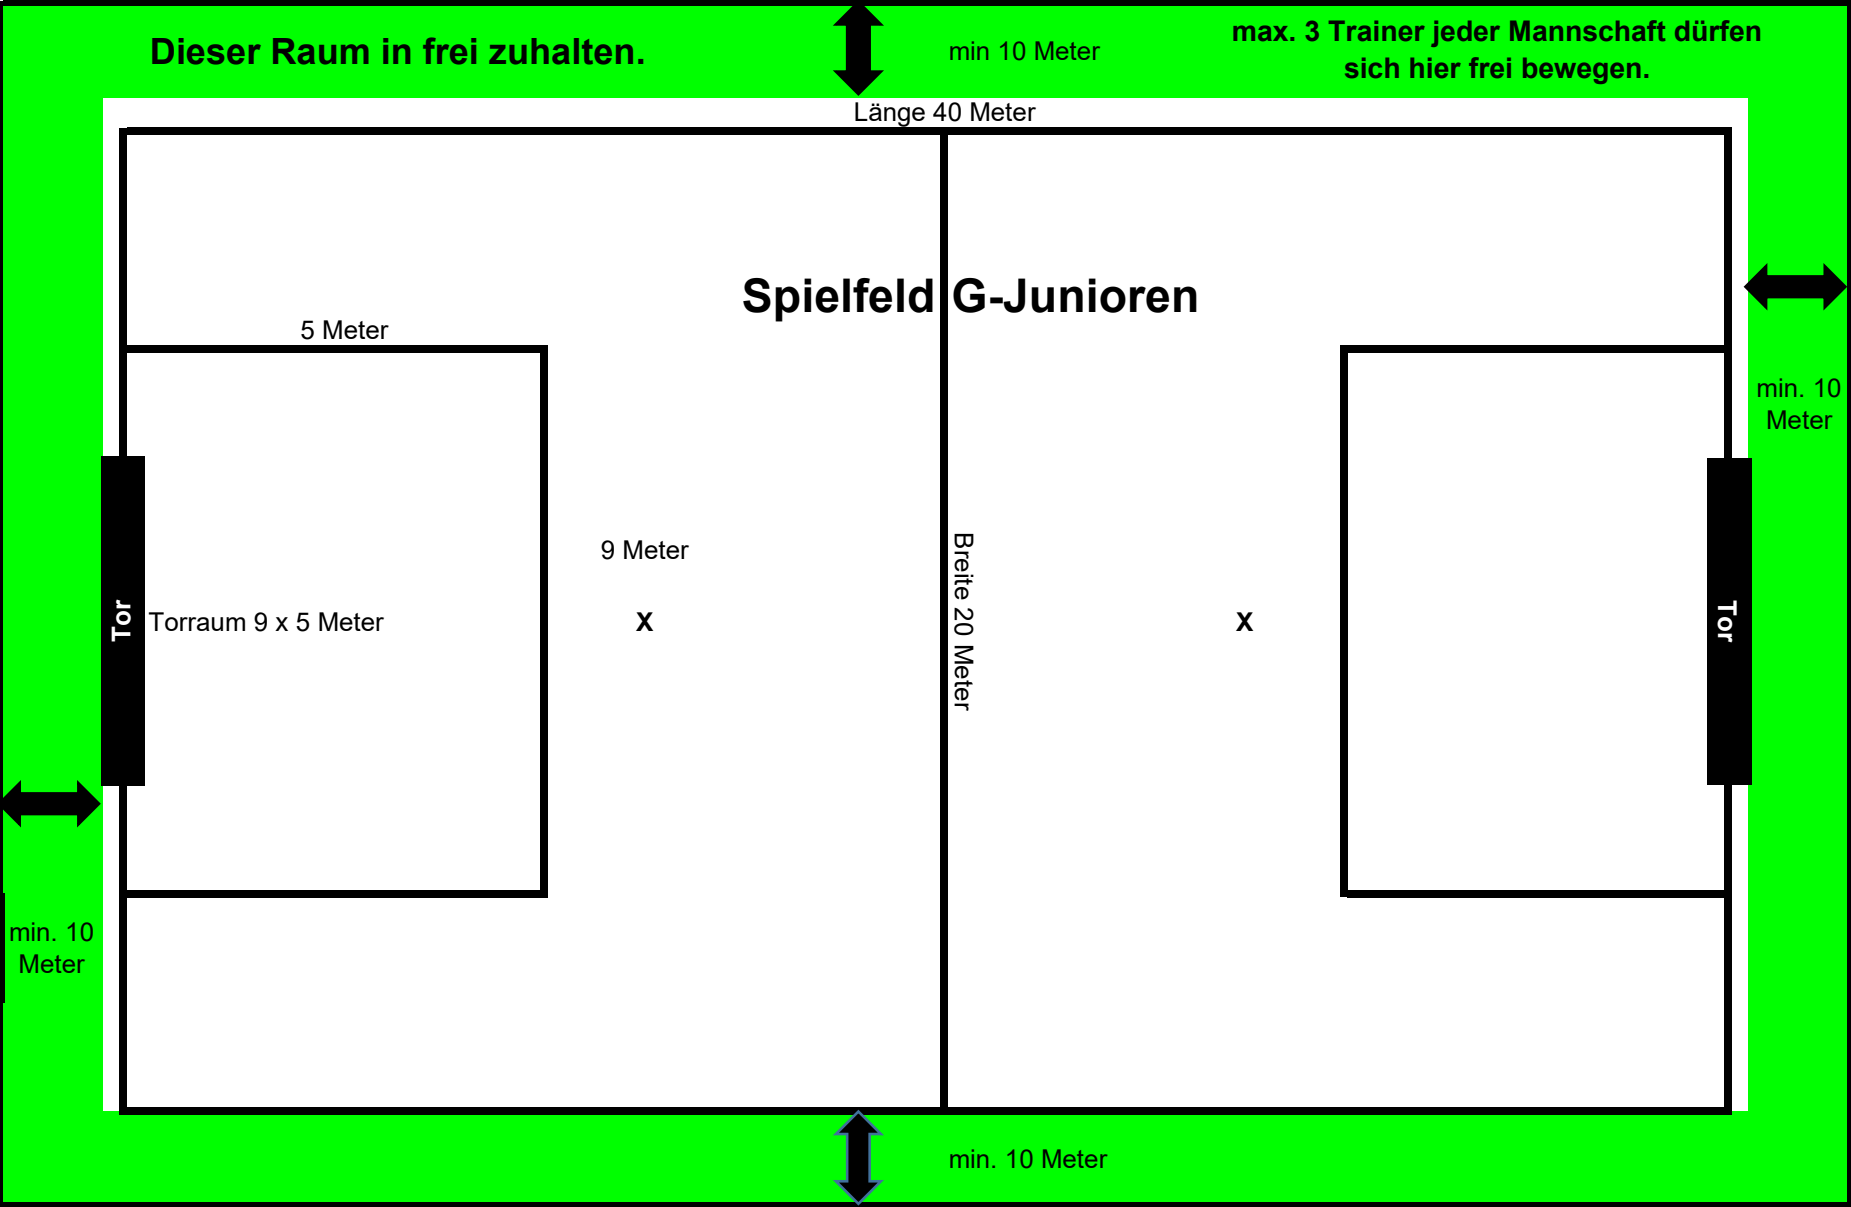 Dieser Raum in frei zuhalten.
min 10 Meter
max. 3 Trainer jeder Mannschaft dürfen
sich hier frei bewegen.
Länge 40 Meter
Spielfeld G-Junioren
5 Meter
min. 10
Meter
9 Meter
Breite 20 Meter
Tor
Torraum 9 x 5 Meter
X
X
Tor
min. 10
Meter
min. 10 Meter